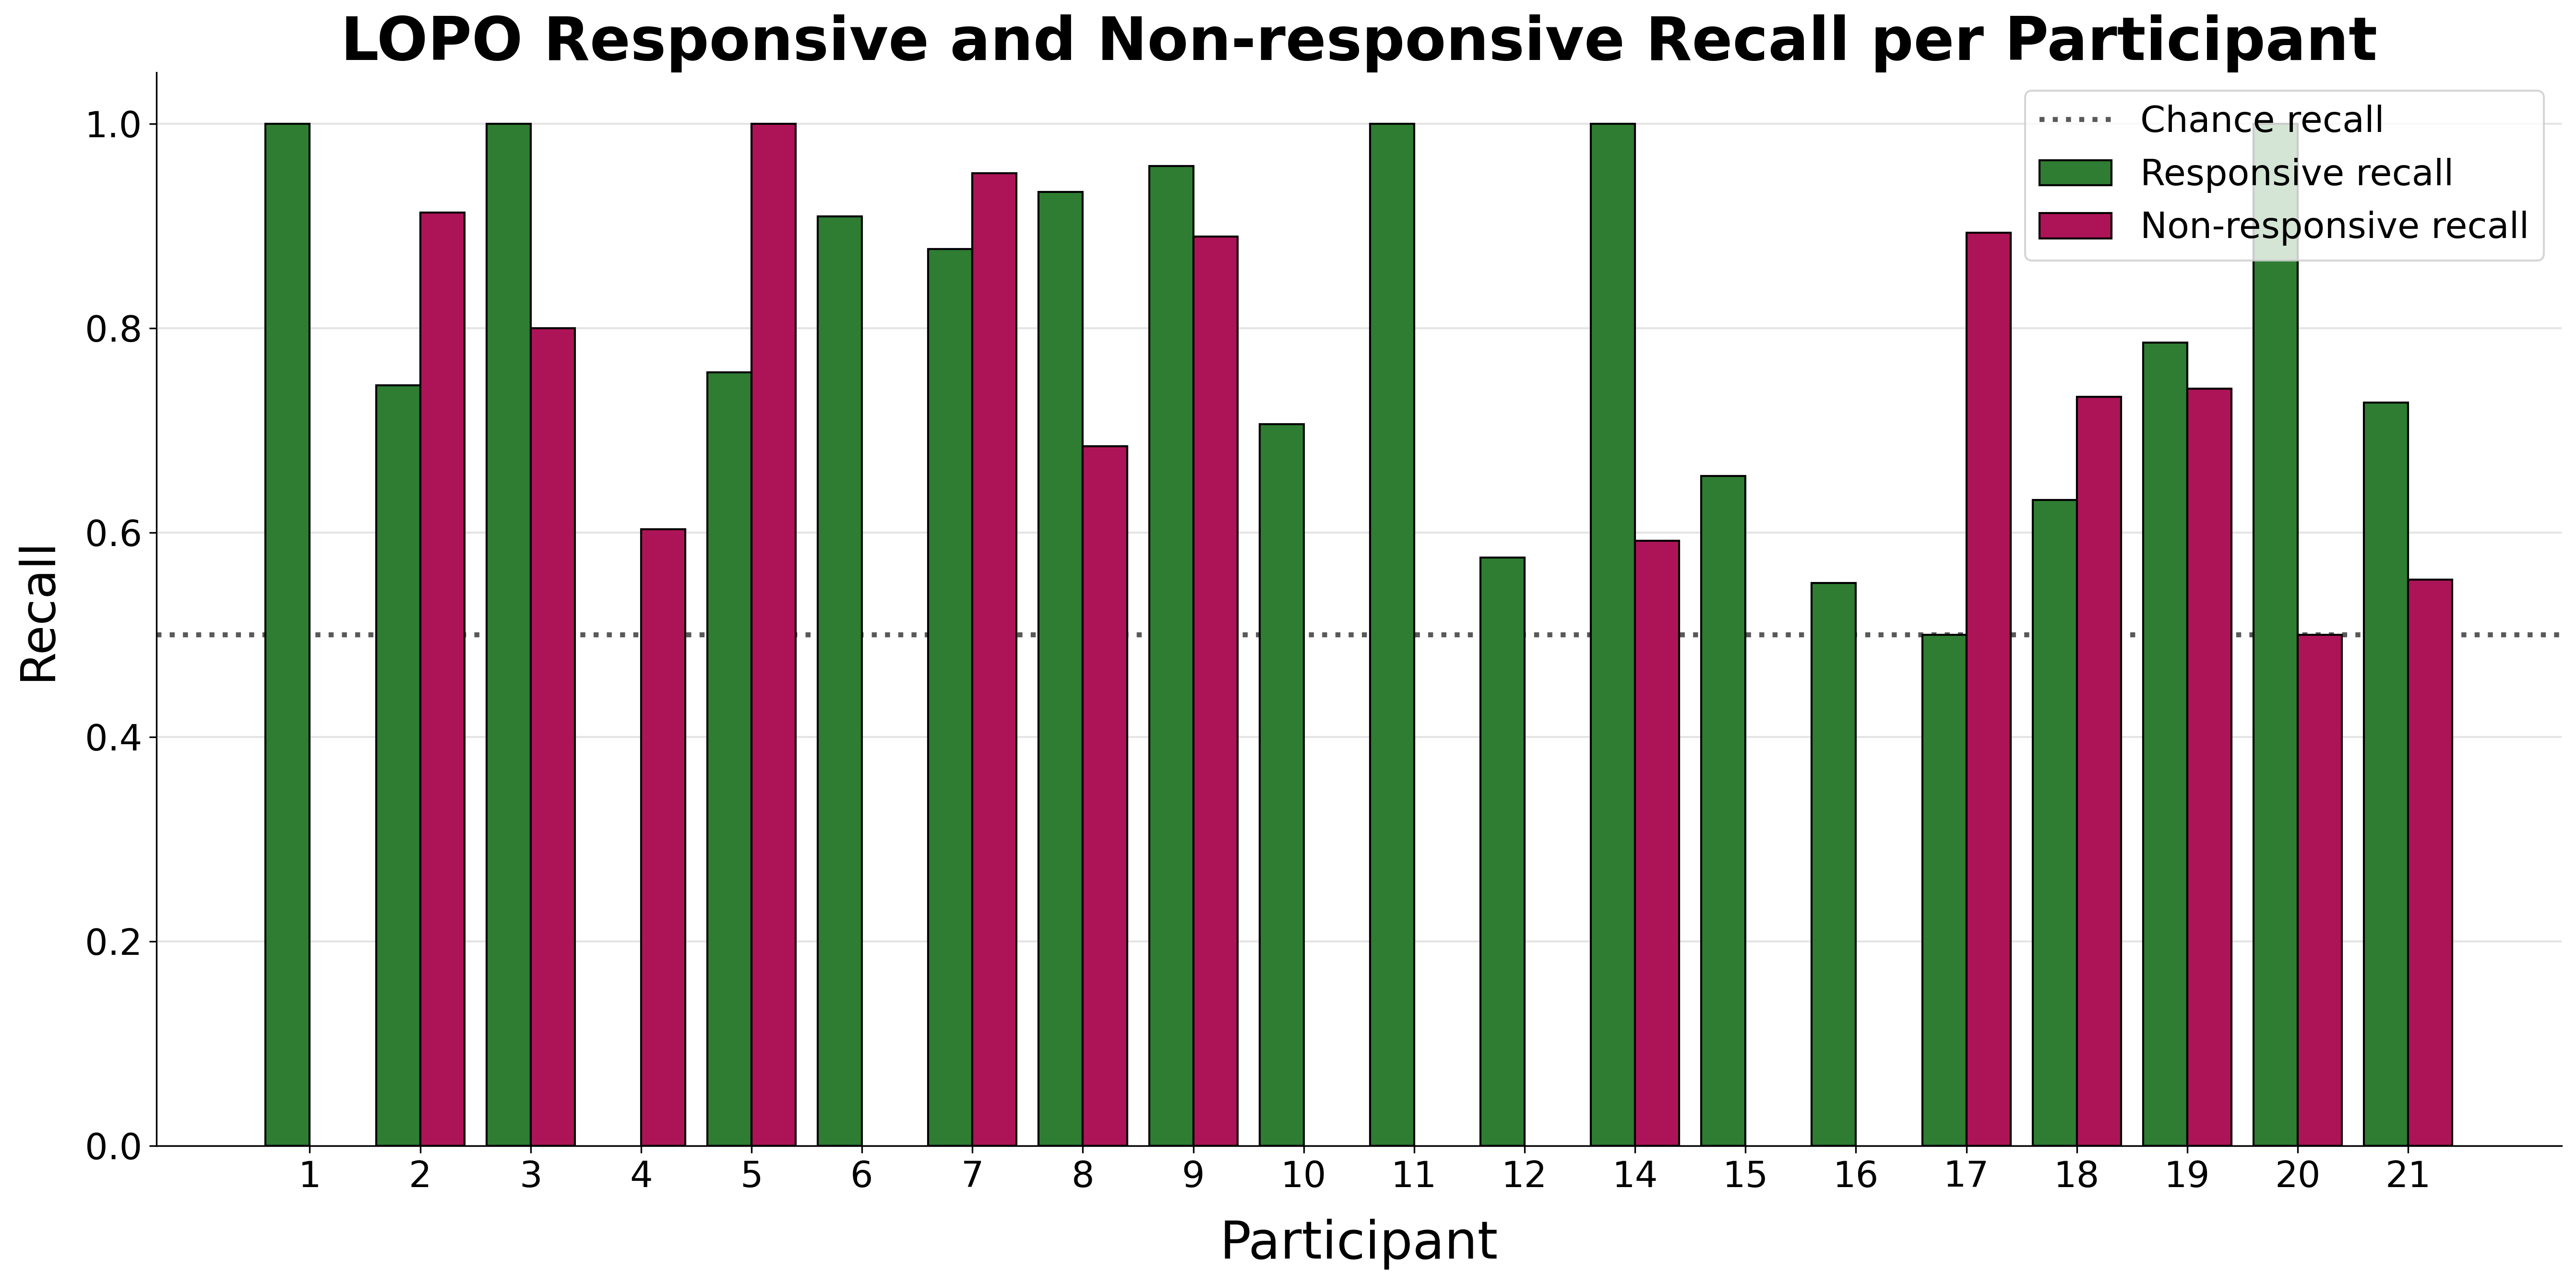 LOPO Responsive and Non-responsive Recall per Participant
Chance recall
Responsive recall
Non-responsive recall
Recall
1.0
0.8
0.6
0.4
0.2
0.0
1 2 3 4 5 6 7 8 9 10 11 12 14 15 16 17 18 19 20 21
Participant